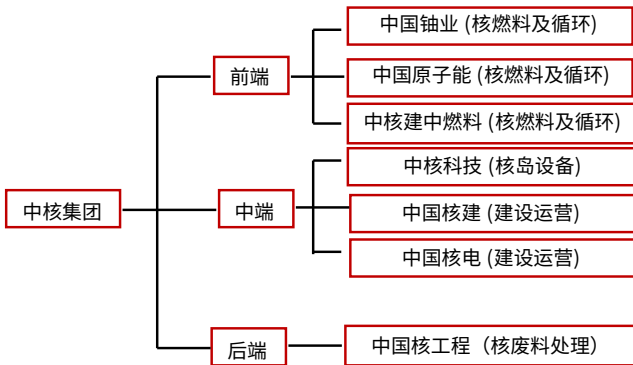 中核集团
前端
中国铀业 (核燃料及循环)
中国原子能 (核燃料及循环)
中核建中燃料 (核燃料及循环)
中端
中核科技 (核岛设备)
中国核建 (建设运营)
中国核电 (建设运营)
后端
中国核工程（核废料处理）